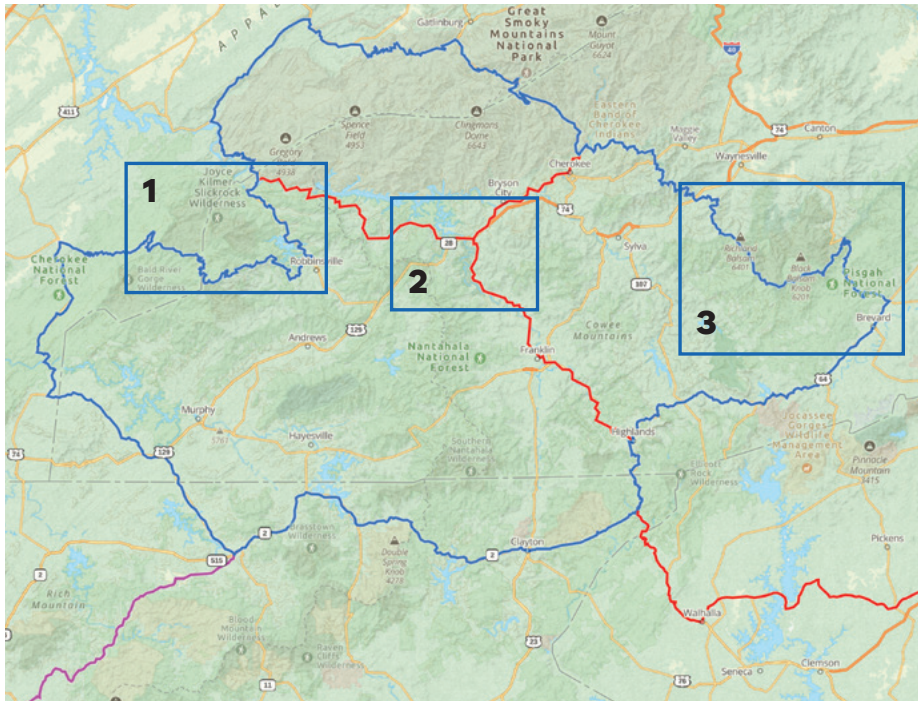 APPAL
Gatlinburg
Great
Smoky
Mountains
National
Park
Mount
Guyot
6624
40
411
Spence
Field
4953
Clingmans
Dome
6643
Eastern
Band of
Cherokee
Indians
Maggie
Valley
74
Canton
Waynesville
Gregory
4938
Cherokee
1
Joyce
Kilmer-
Slickrock
Wilderness
Bryson
City
74
28
Sylva
Richland
Balsam
6410
Black
Knob
Cherokee
National
Forest
Bald River
Gorge
Wilderness
Robbinsville
2
107
Pisgah
National
Forest
3
Brevard
129
Cowee
Mountains
Andrews
Nantahala
National
Forest
Franklin
64
Murphy
Hayesville
Highlands
Jocassee
Gorges
Wildlife
Management
Area
74
129
Southern
Nantahala
Wilderness
Ellicott
Rock
Wilderness
Pinnacle
Mountain
3415
2
Brasstown
Wilderness
Double
Spring
Knob
4278
2
Clayton
Pickens
515
2
Rich
Mountain
Blood
Mountain
Wilderness
Raven
Cliffs
Wilderness
23
Walhalla
11
76
Seneca
Clemson